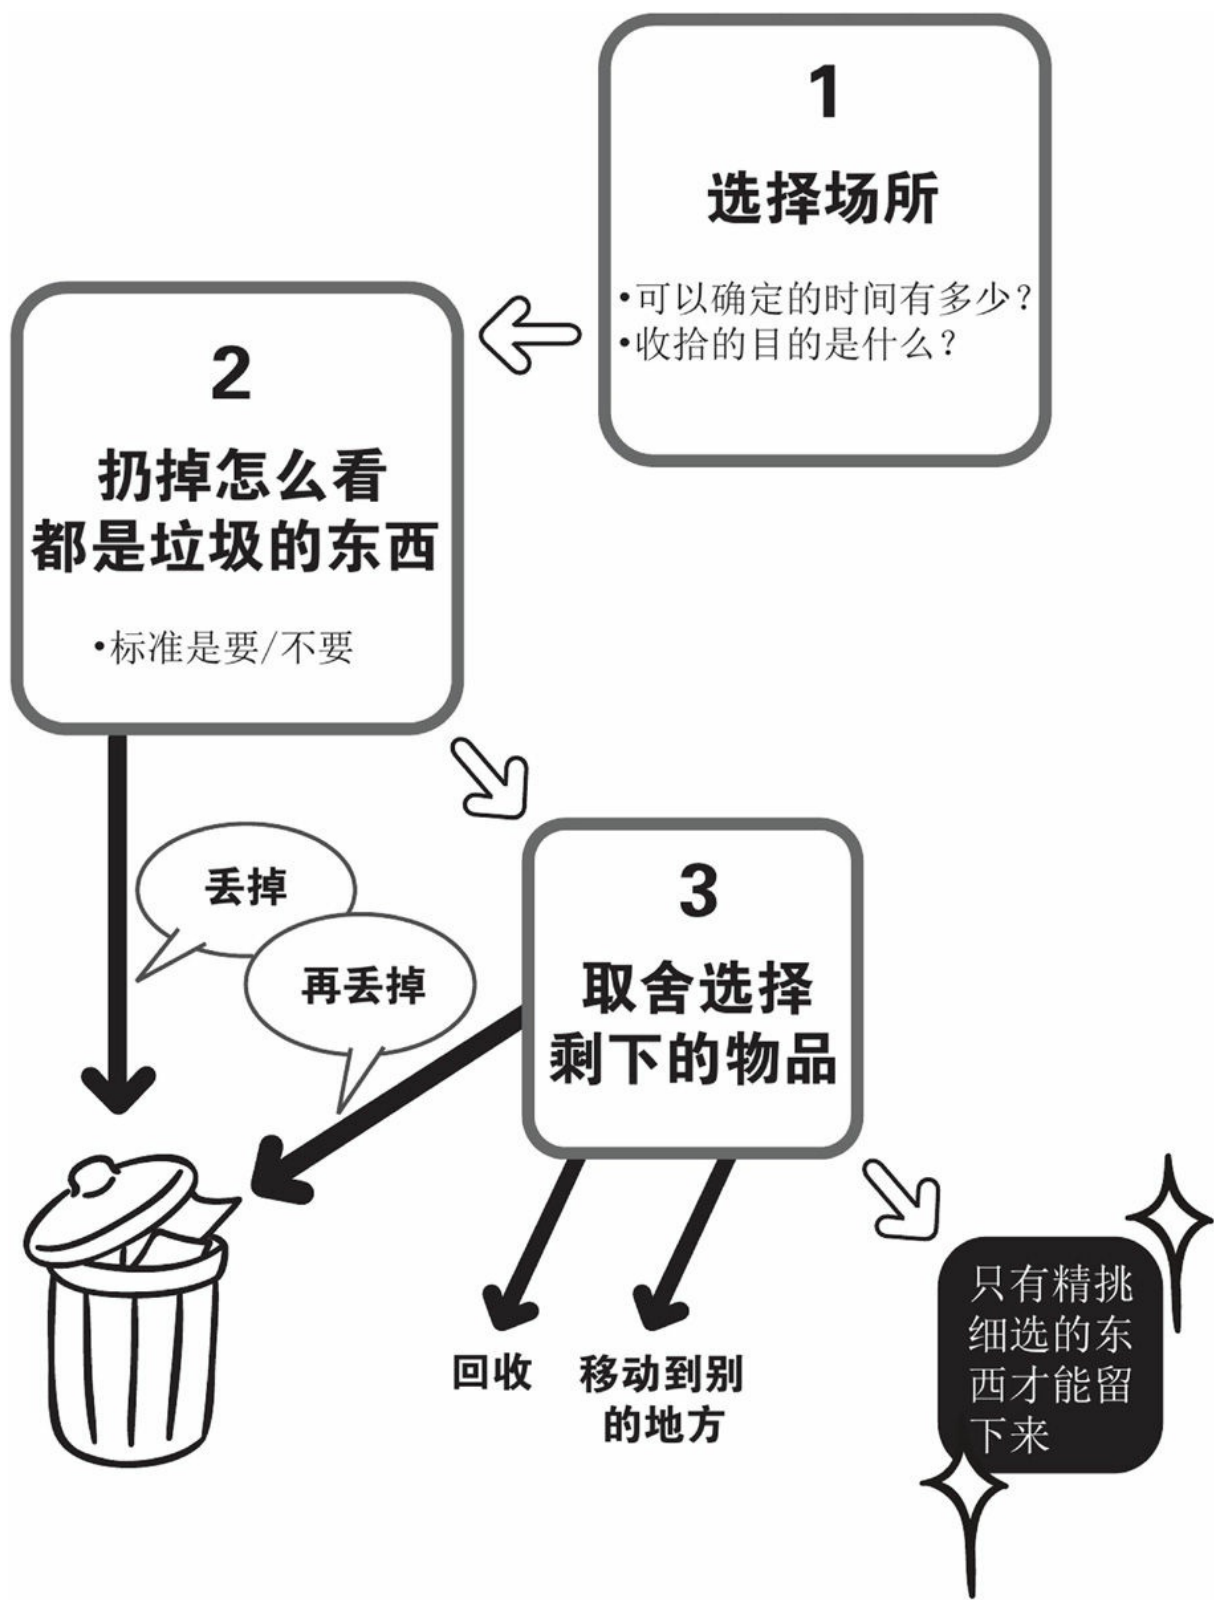 1
选择场所
•可以确定的时间有多少?
•收拾的目的是什么?
2
扔掉怎么看
都是垃圾的东西
•标准是要/不要
丢掉
再丢掉
3
取舍选择
剩下的物品
回收
移动到别
的地方
只有精挑
细选的东
西才能留
下来